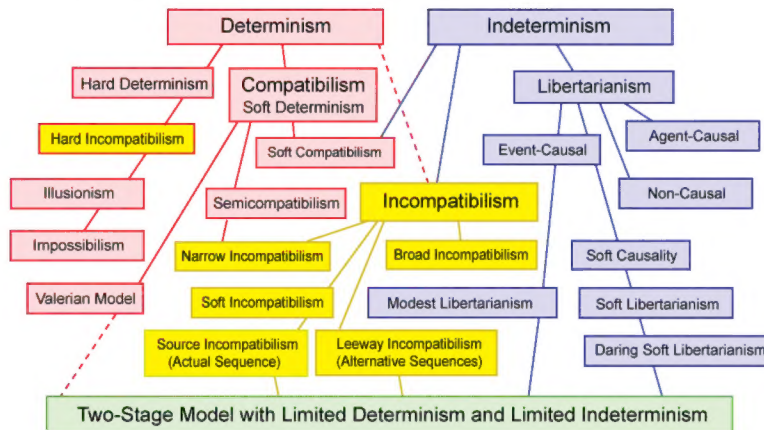 Determinism
Indeterminism
Hard Determinism
Compatibilism
Soft Determinism
Libertarianism
Hard Incompatibilism
Soft Compatibilism
Event-Causal
Agent-Causal
Illusionism
Semicompatibilism
Incompatibilism
Non-Causal
Impossibilism
Narrow Incompatibilism
Broad Incompatibilism
Soft Causality
Valerian Model
Soft Incompatibilism
Modest Libertarianism
Soft Libertarianism
Source Incompatibilism
(Actual Sequence)
Leeway Incompatibilism
(Alternative Sequences)
Daring Soft Libertarianism
Two-Stage Model with Limited Determinism and Limited Indeterminism